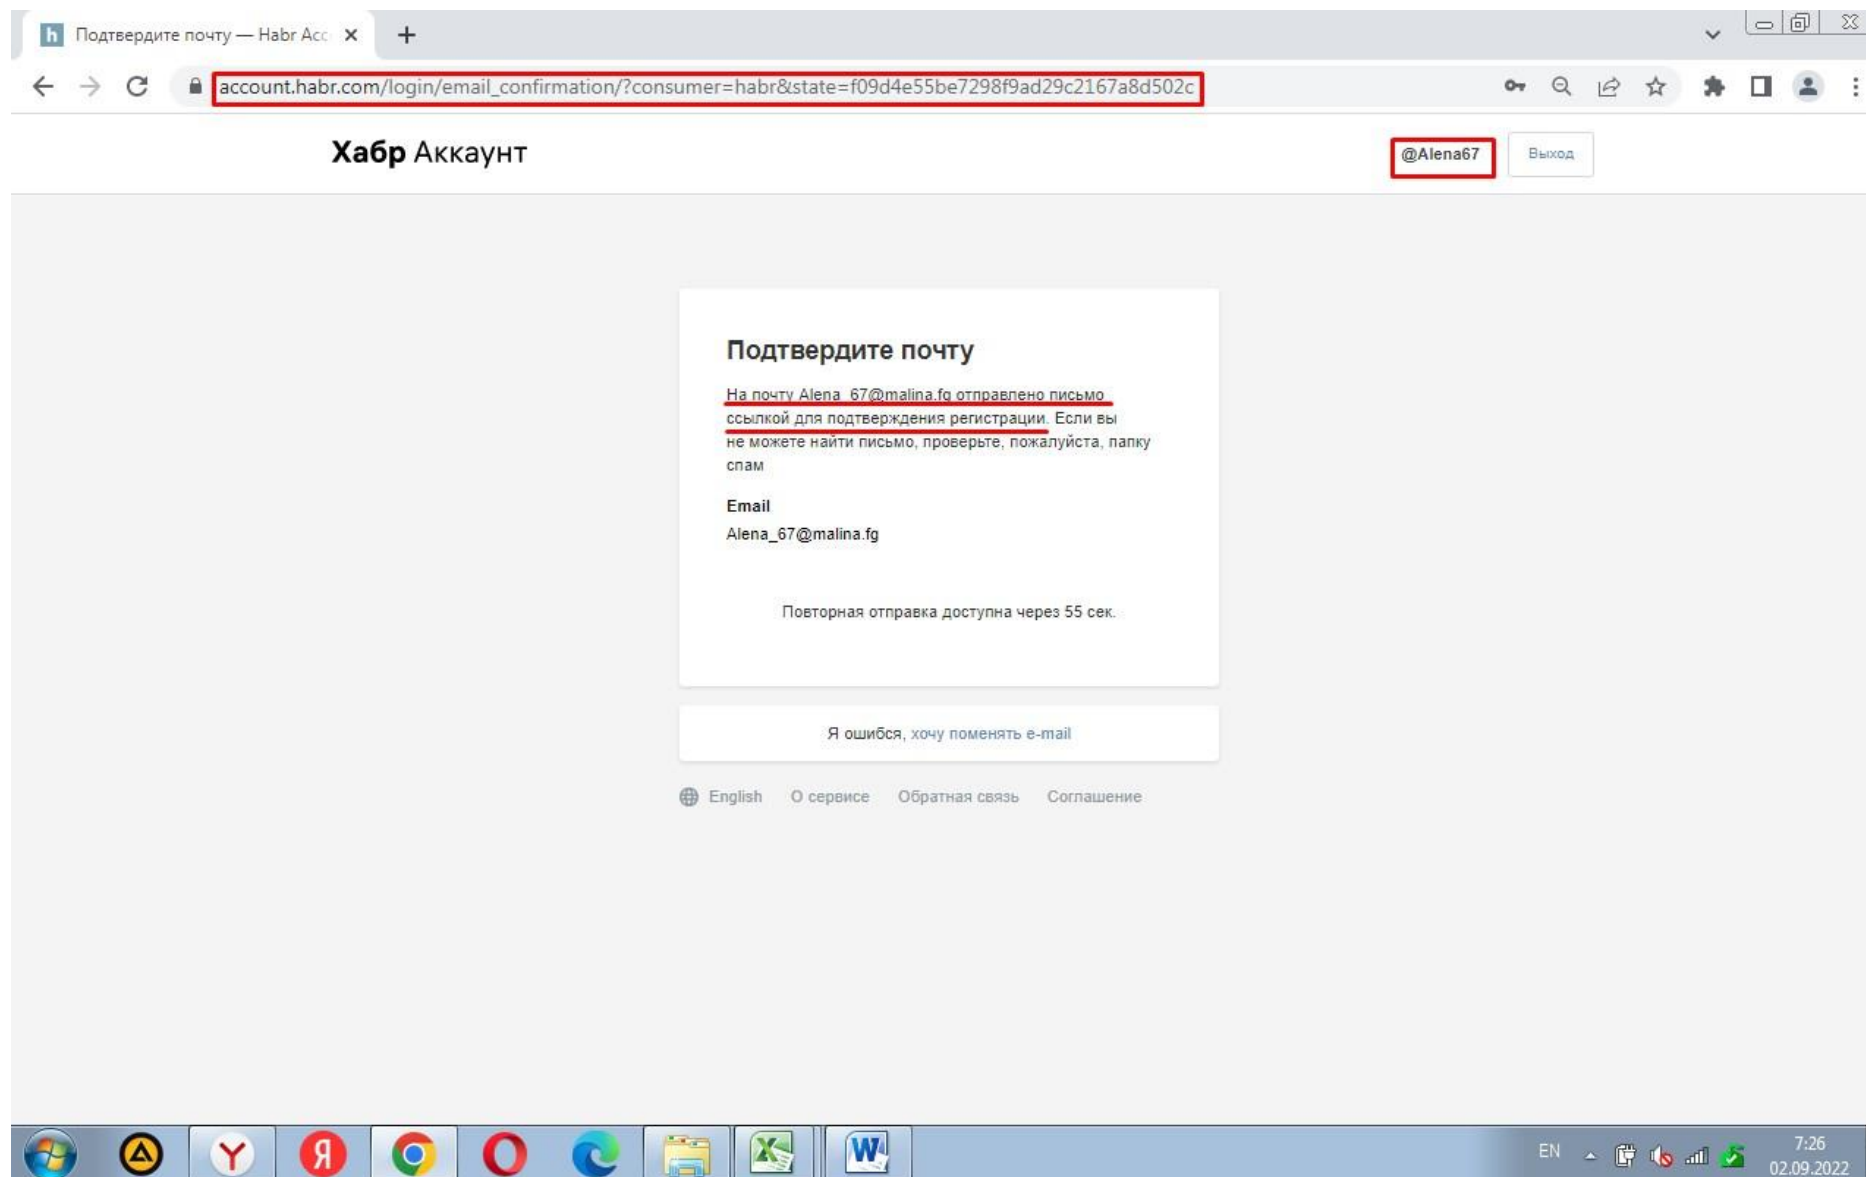 Подтвердите почту — Habr Acc
account.habr.com/login/email_confirmation/?consumer=habr&state=f09d4e55be7298f9ad29c2167a8d502c
Хабр Аккаунт
@Alena67
Выход
Подтвердите почту
На почту Alena_67@malina.fg отправлено письмо
ссылкой для подтверждения регистрации. Если вы
не можете найти письмо, проверьте, пожалуйста, папку
спам
Email
Alena_67@malina.fg
Повторная отправка доступна через 55 сек.
Я ошибся, хочу поменять e-mail
English О сервисе Обратная связь Соглашение
EN
7:26
02.09.2022